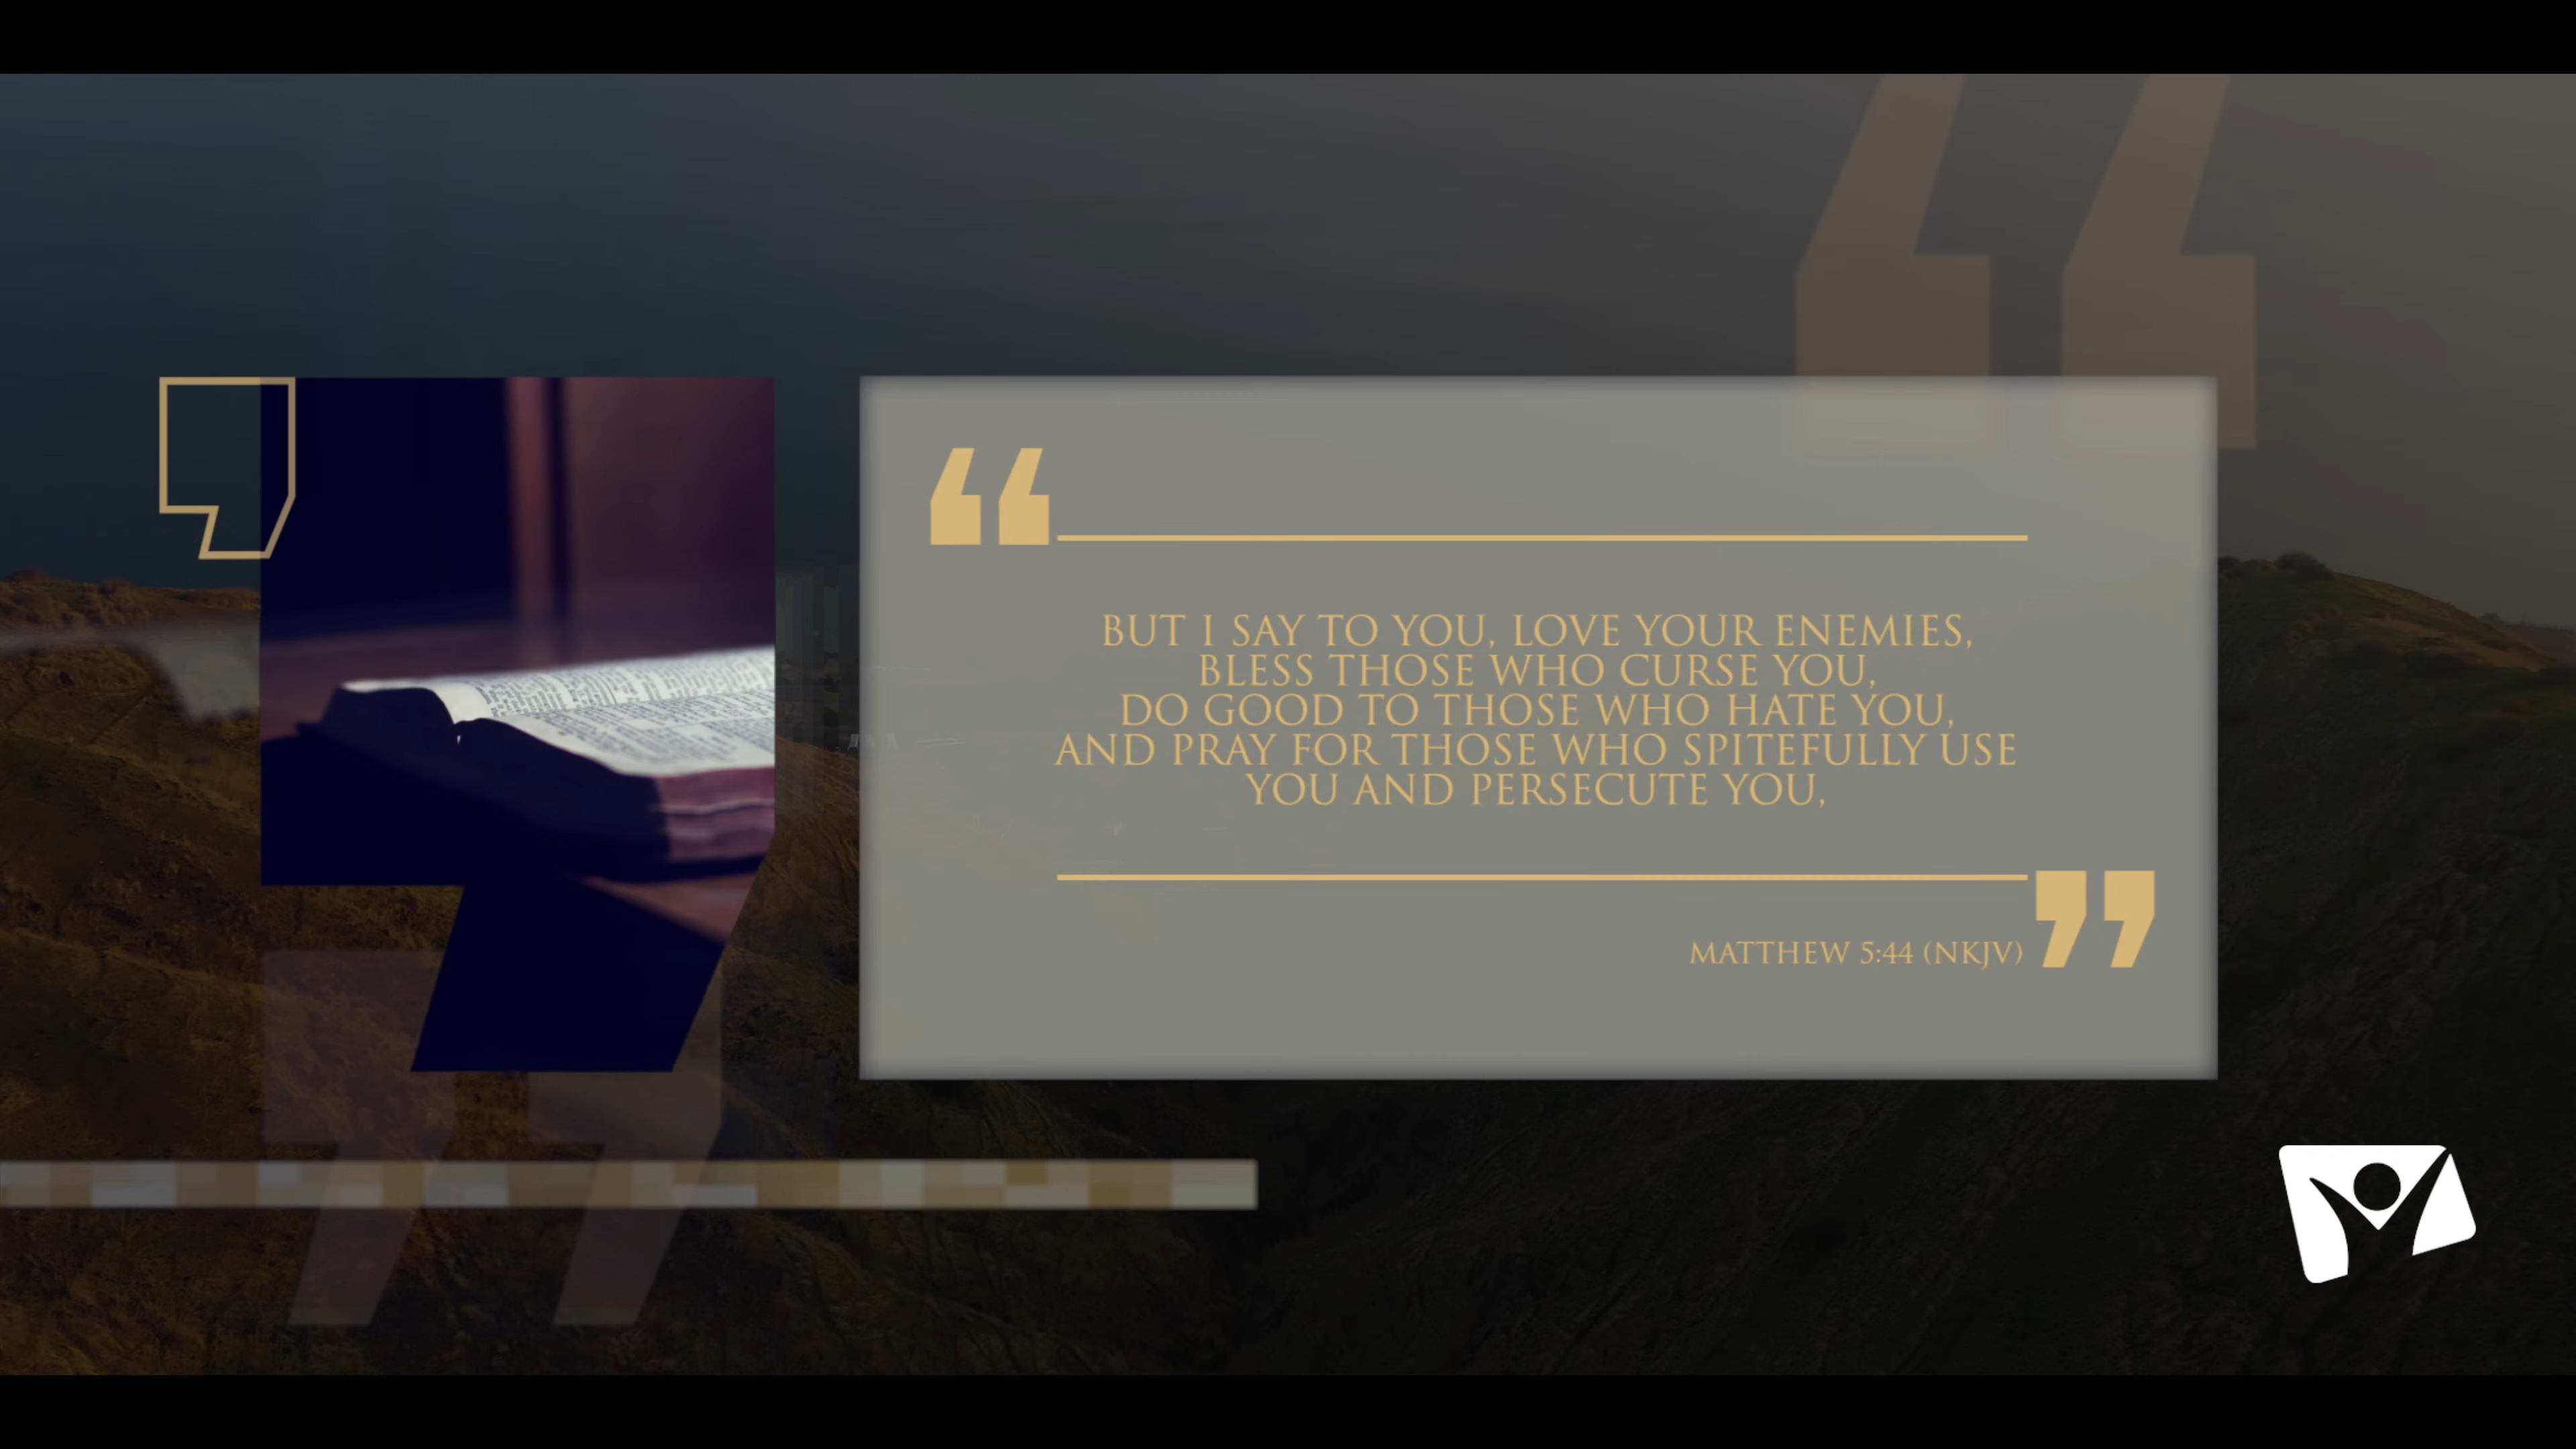 BUT I SAY TO YOU, LOVE YOUR ENEMIES,
BLESS THOSE WHO CURSE YOU,
DO GOOD TO THOSE WHO HATE YOU,
AND PRAY FOR THOSE WHO SPITEFULLY USE
YOU AND PERSECUTE YOU,
MATTHEW 5:44 (NKJV)